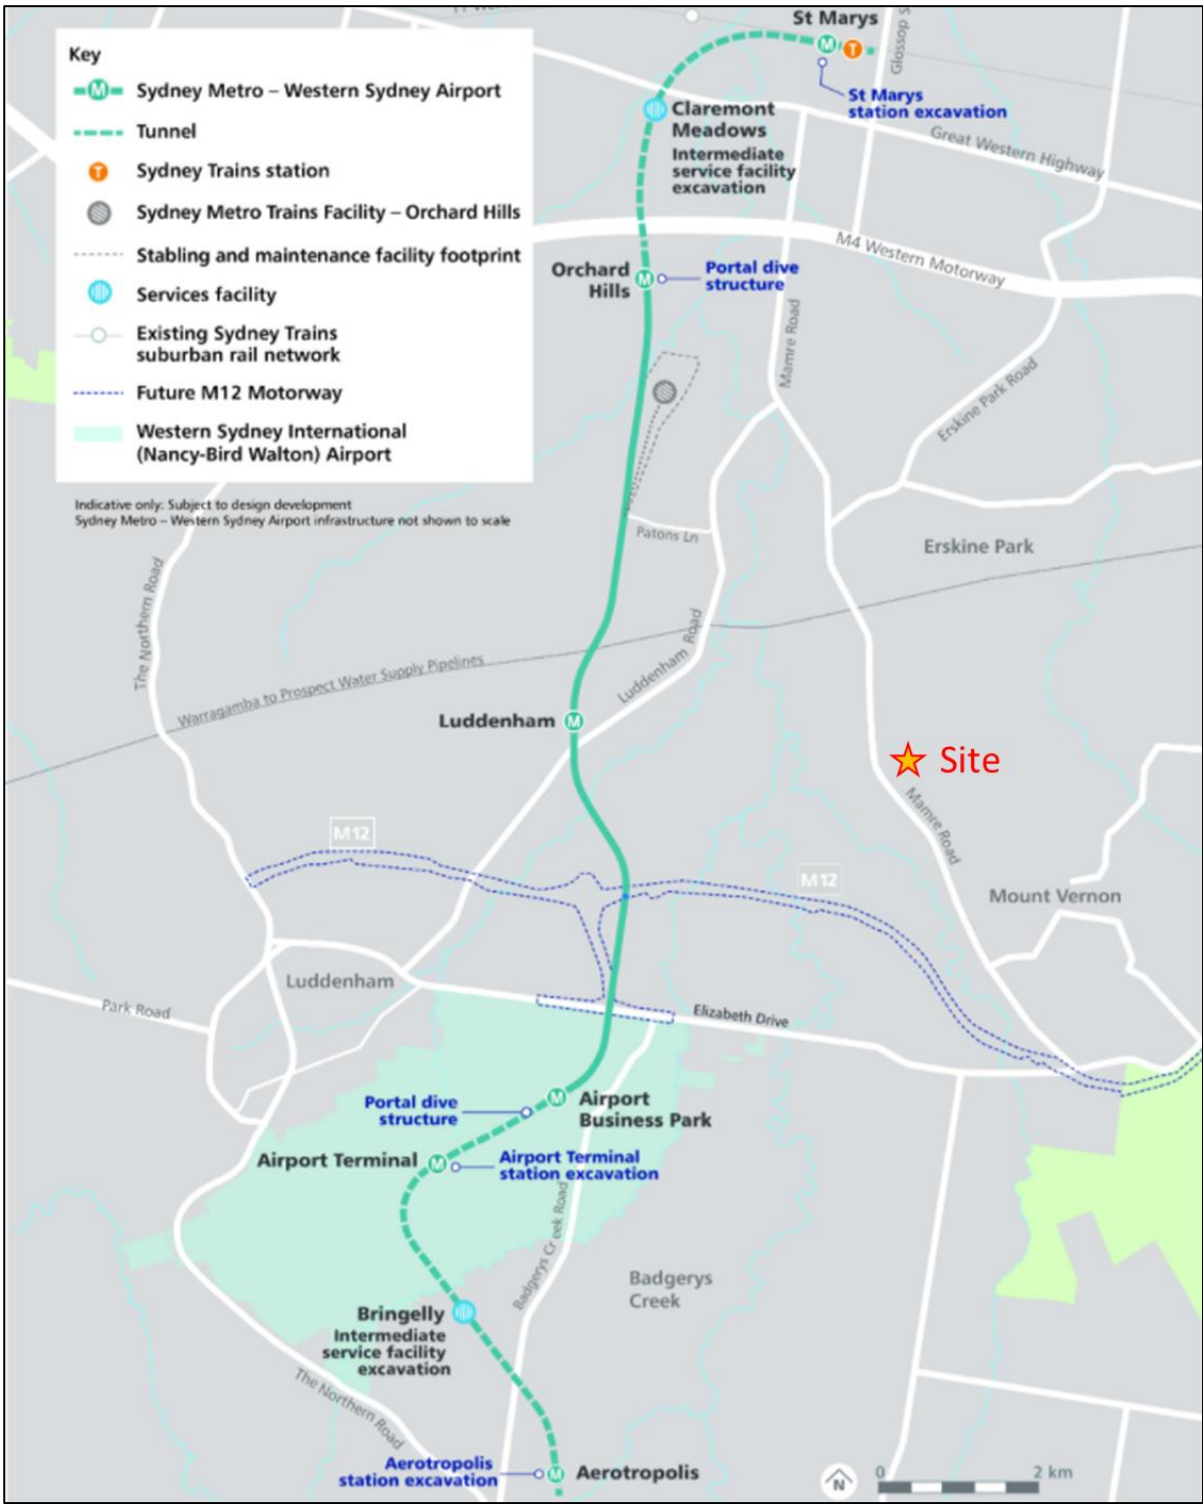 St Marys
Glossop S
M
T
Key
M
Sydney Metro – Western Sydney Airport
Tunnel
T
Sydney Trains station
Sydney Metro Trains Facility – Orchard Hills
Stabling and maintenance facility footprint
Services facility
Existing Sydney Trains
suburban rail network
Future M12 Motorway
Western Sydney International
(Nancy-Bird Walton) Airport
Indicative only: Subject to design development
Sydney Metro – Western Sydney Airport infrastructure not shown to scale
St Marys
station excavation
Claremont
Meadows
Intermediate
service facility
excavation
Great Western Highway
M4 Western Motorway
Orchard
Hills
M
Portal dive
structure
Mamre Road
Erskine Park Road
Patons Ln
Erskine Park
The Northern Road
Luddenham Road
Warragamba to Prospect Water Supply Pipelines
Luddenham
M
Site
Mamre Road
M12
M12
Mount Vernon
Luddenham
Park Road
Elizabeth Drive
Portal dive
structure
M
Airport
Business Park
Airport Terminal
M
Airport Terminal
station excavation
Badgerys Creek Road
Badgerys
Creek
Bringelly
Intermediate
service facility
excavation
The Northern Road
Aerotropolis
station excavation
M
Aerotropolis
N
0
2 km